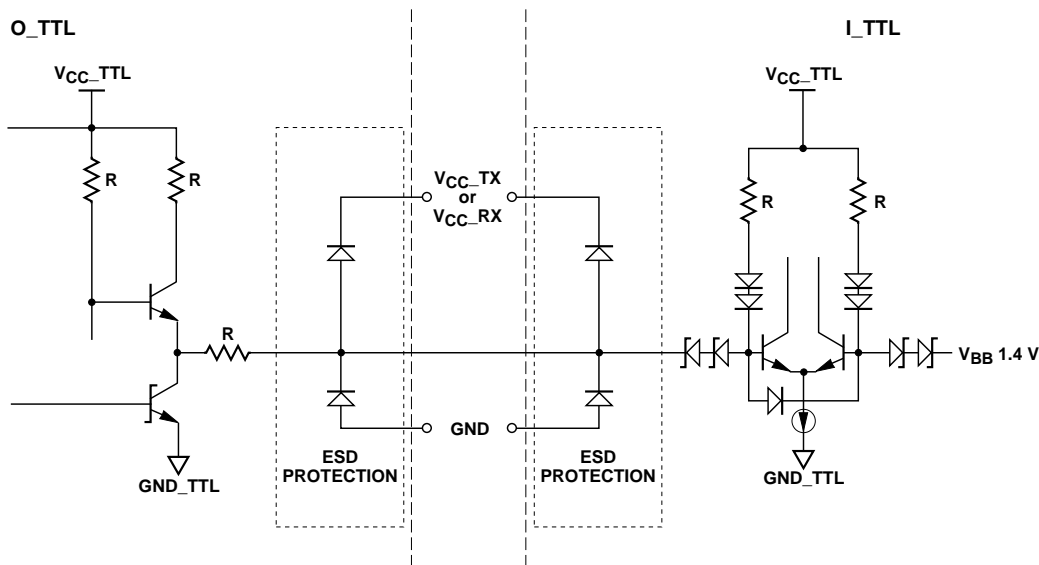 O_TTL
I_TTL
VCC_TTL
VCC_TTL
R
R
VCC_TX
or
VCC_RX
R
R
R
VBB 1.4 V
GND
ESD
PROTECTION
ESD
PROTECTION
GND_TTL
GND_TTL